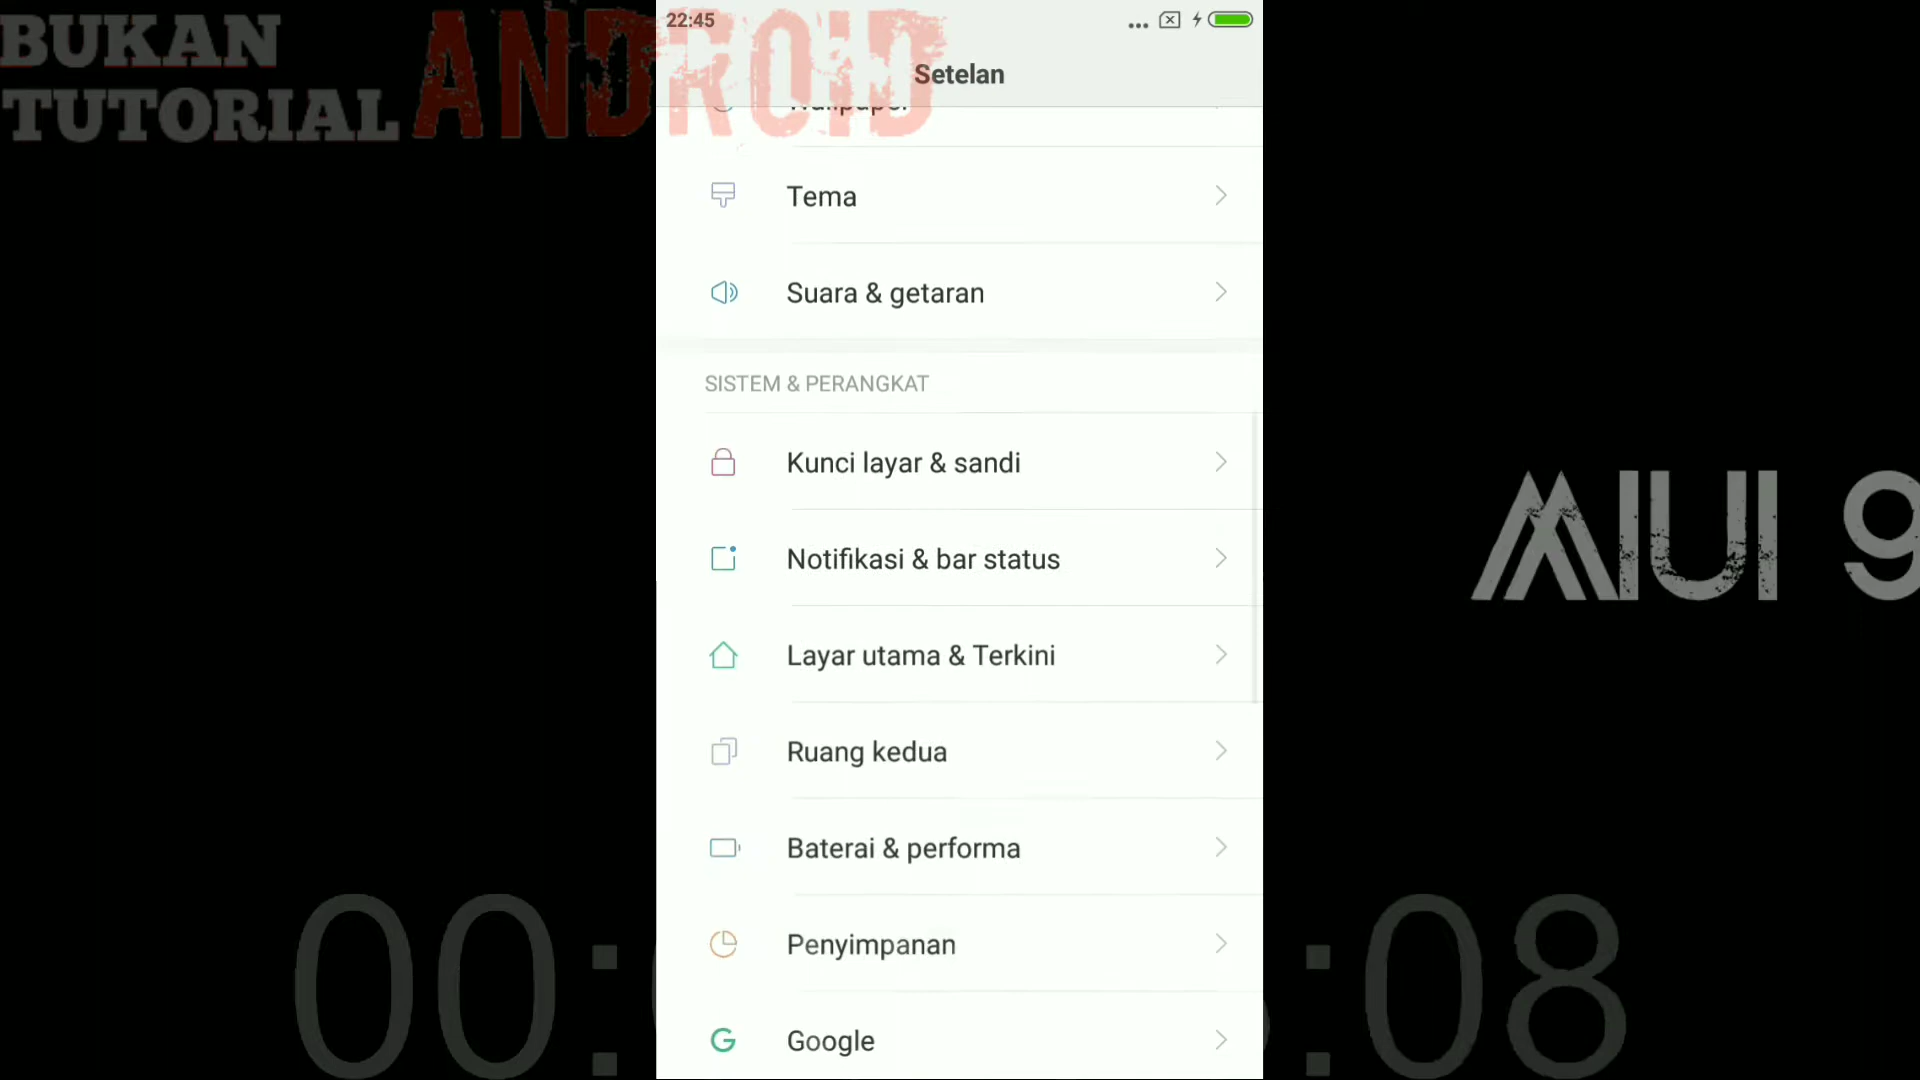 BUKAN
TUTORIAL ANDROID
22:45
Setelan
Wallpaper
Tema
Suara & getaran
SISTEM & PERANGKAT
Kunci layar & sandi
Notifikasi & bar status
Layar utama & Terkini
Ruang kedua
Baterai & performa
Penyimpanan
Google
MIUI 9
00:
:08